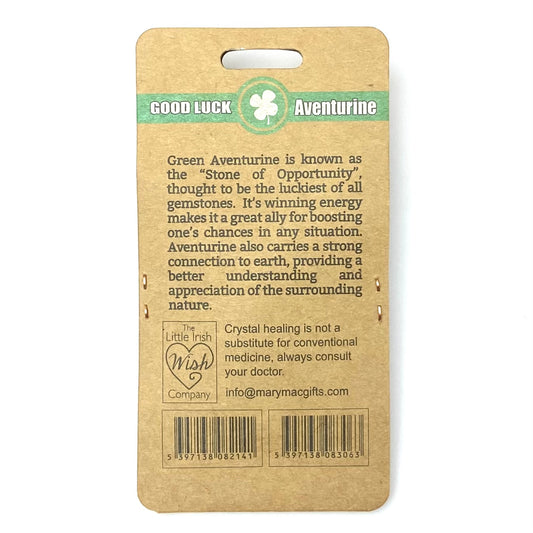 GOOD LUCK Aventurine
Green Aventurine is known as
the "Stone of Opportunity",
thought to be the luckiest of all
gemstones. It's winning energy
makes it a great ally for boosting
one's chances in any situation.
Aventurine also carries a strong
connection to earth, providing a
better understanding and
appreciation of the surrounding
nature.
The
Little Irish
Wish
Company
Crystal healing is not a
substitute for conventional
medicine, always consult
your doctor.
info@marymacgifts.com
5 397138 082141
5 397138 083063